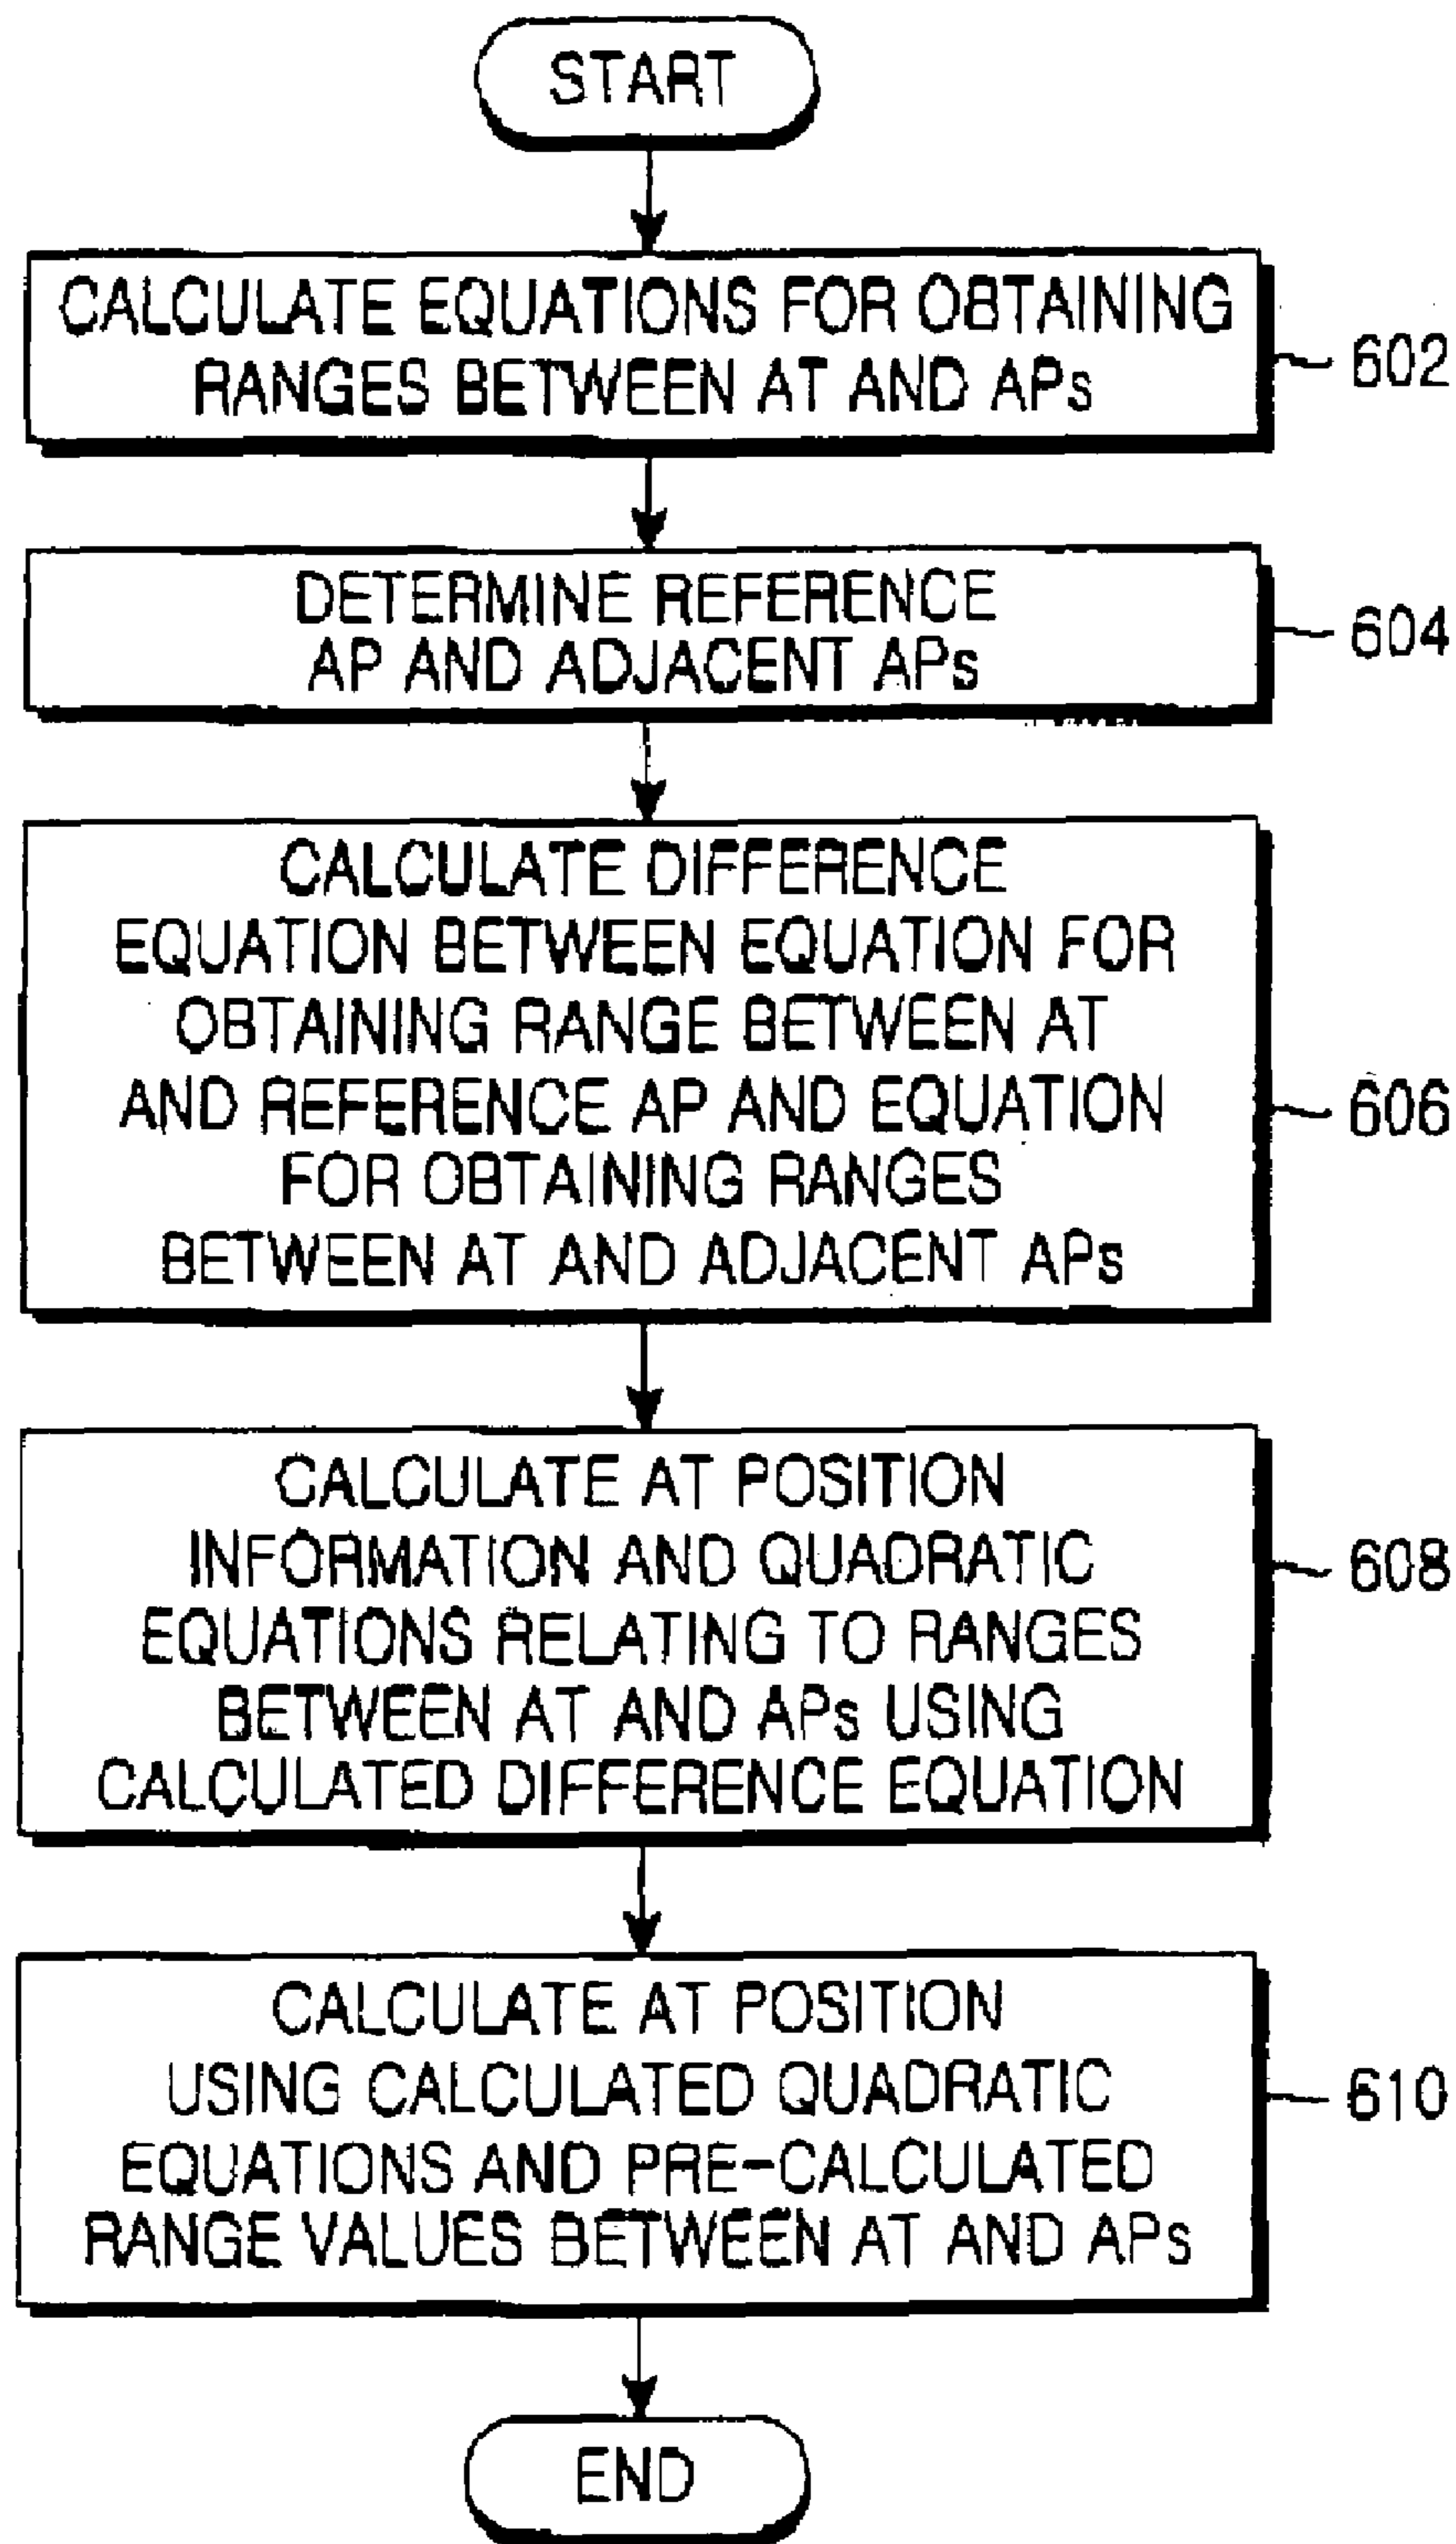 START
CALCULATE EQUATIONS FOR OBTAINING
RANGES BETWEEN AT AND APs
602
DETERMINE REFERENCE
AP AND ADJACENT APs
604
CALCULATE DIFFERENCE
EQUATION BETWEEN EQUATION FOR
OBTAINING RANGE BETWEEN AT
AND REFERENCE AP AND EQUATION
FOR OBTAINING RANGES
BETWEEN AT AND ADJACENT APs
606
CALCULATE AT POSITION
INFORMATION AND QUADRATIC
EQUATIONS RELATING TO RANGES
BETWEEN AT AND APs USING
CALCULATED DIFFERENCE EQUATION
608
CALCULATE AT POSITION
USING CALCULATED QUADRATIC
EQUATIONS AND PRE-CALCULATED
RANGE VALUES BETWEEN AT AND APs
610
END